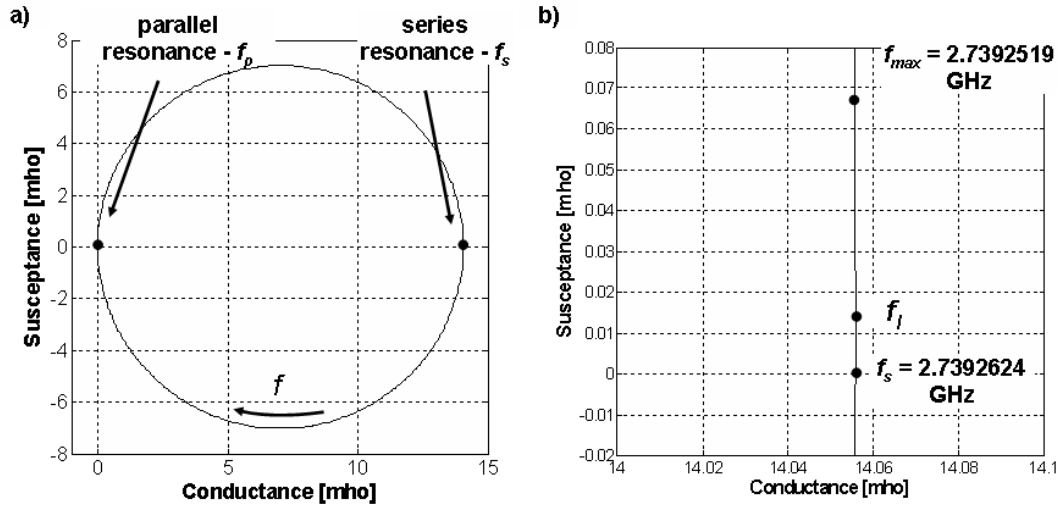 a)
parallel
resonance - fp
series
resonance - fs
8
6
4
2
0
-2
-4
-6
-8
Susceptance [mho]
f
0
5
10
15
Conductance [mho]
b)
0.08
0.07
0.06
0.05
0.04
0.03
0.02
0.01
0
-0.01
-0.02
Susceptance [mho]
fmax = 2.7392519
GHz
fl
fs = 2.7392624
GHz
14
14.02
14.04
14.06
14.08
14.1
Conductance [mho]